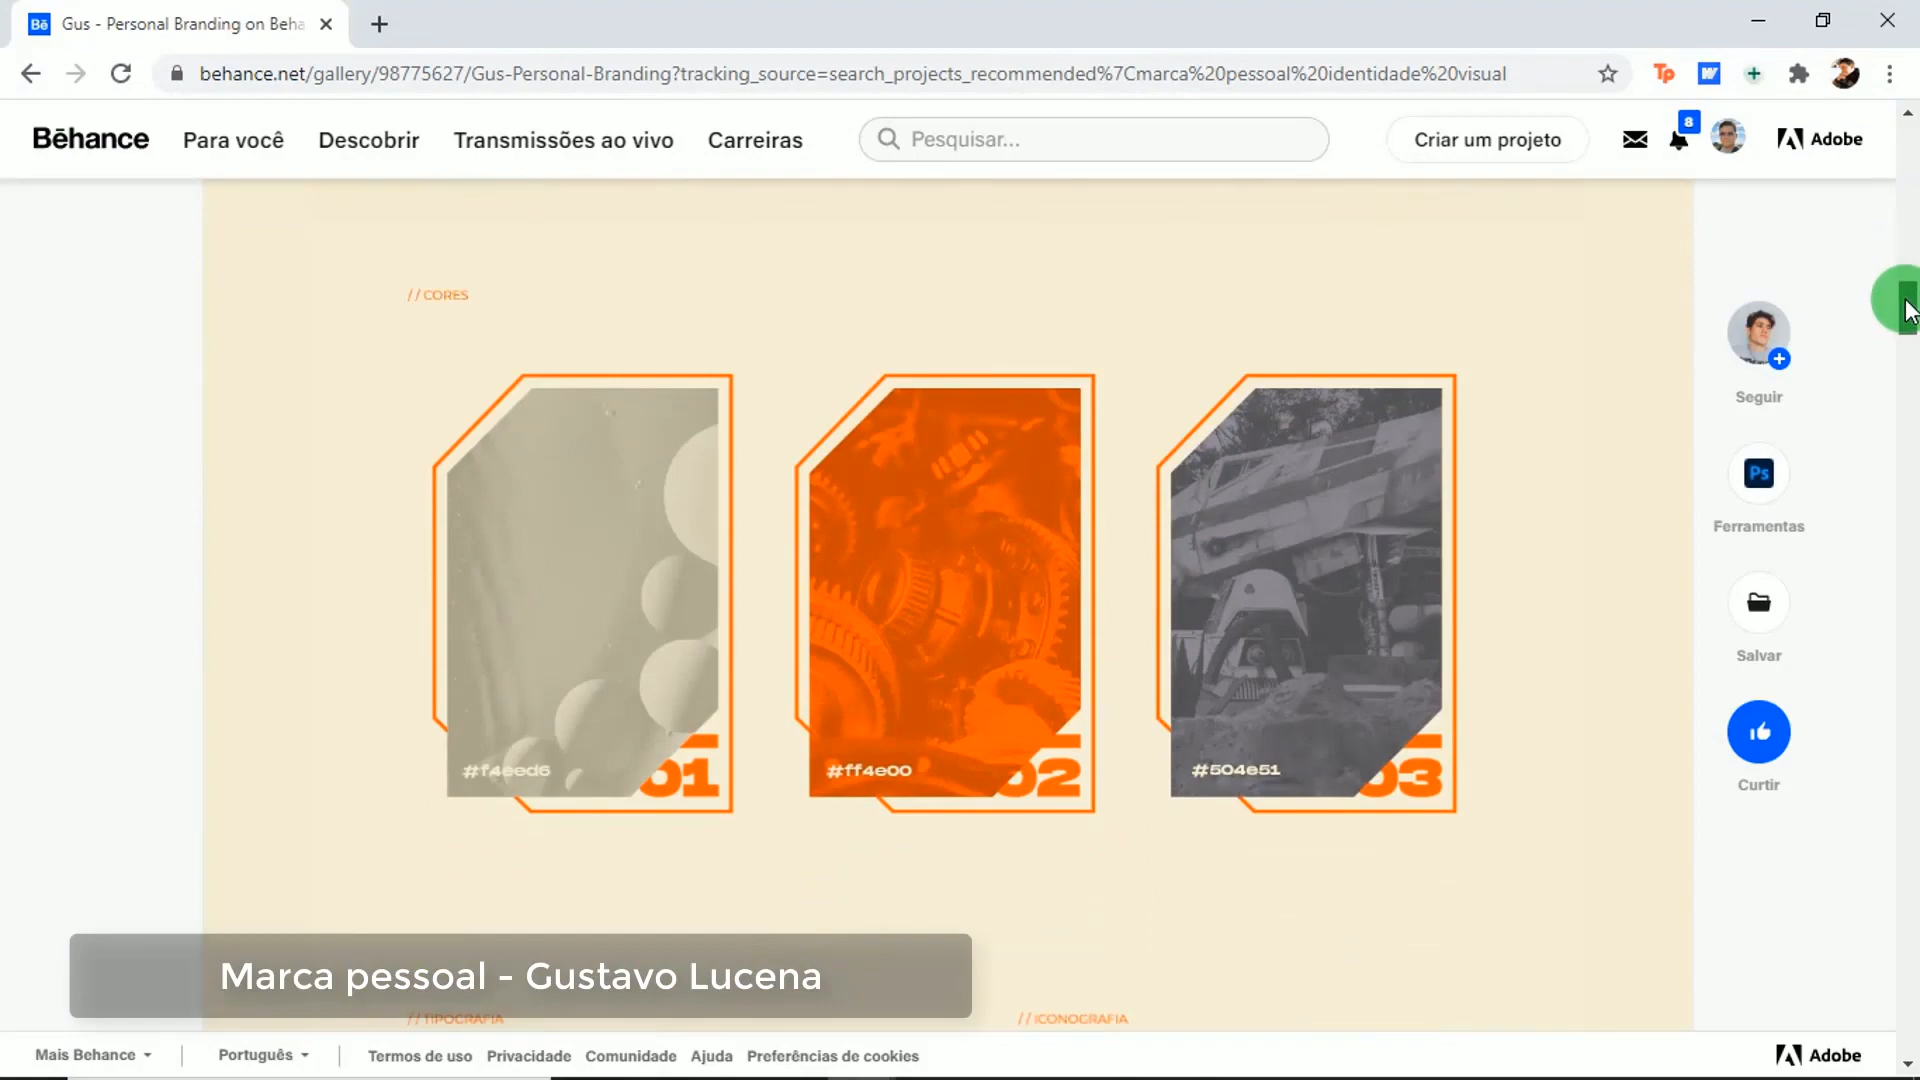 Bē Gus - Personal Branding on Beha
behance.net/gallery/98775627/Gus-Personal-Branding?tracking_source=search_projects_recommended%7Cmarca%20pessoal%20identidade%20visual
Tp
W
Bēhance Para você Descobrir Transmissões ao vivo Carreiras Pesquisar... Criar um projeto 8 Adobe
// CORES
Seguir
Ps
Ferramentas
Salvar
Curtir
#f4eed6 01
#ff4e00 02
#504e51 03
Marca pessoal - Gustavo Lucena
// TIPOGRAFIA // ICONOGRAFIA
Mais Behance Português Termos de uso Privacidade Comunidade Ajuda Preferências de cookies Adobe